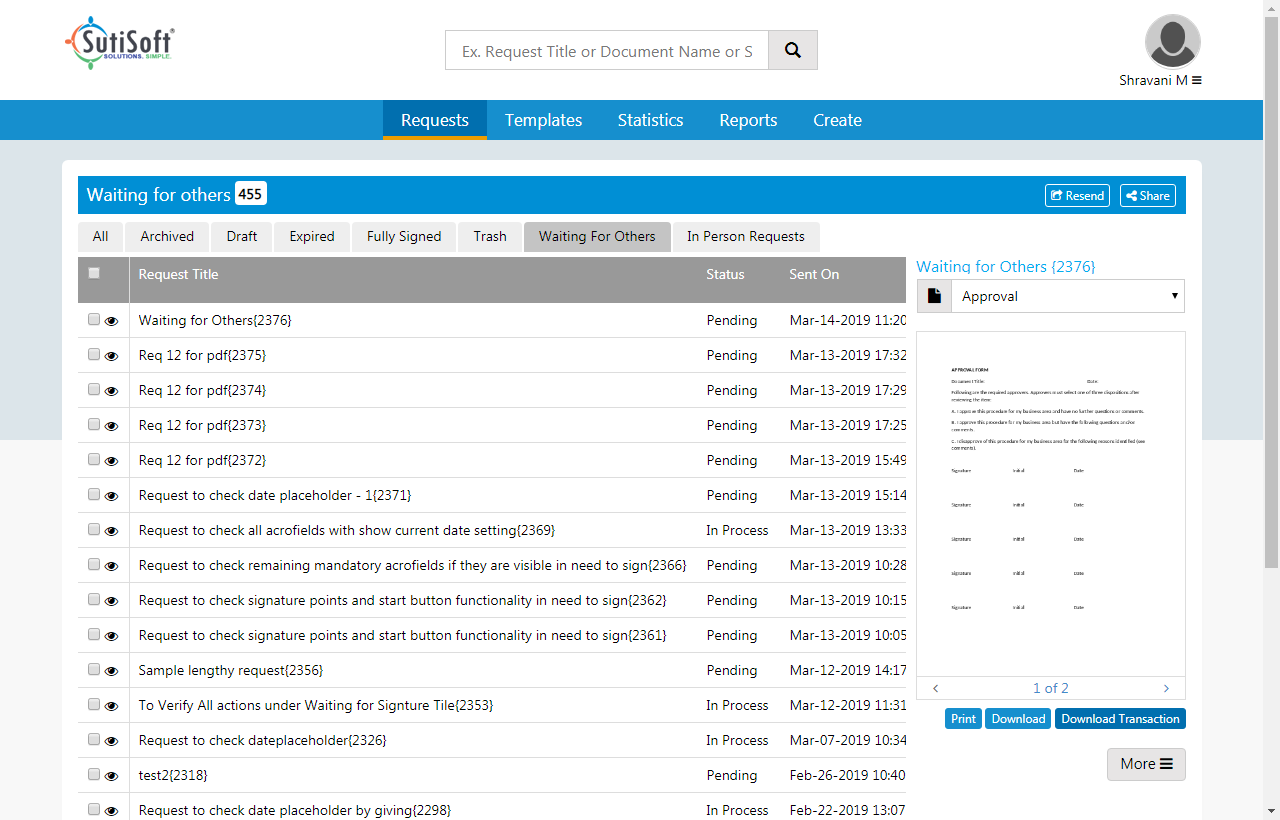 SutiSoft®
SOLUTIONS. SIMPLE.
Ex. Request Title or Document Name or S
Shravani M
Requests Templates Statistics Reports Create
Waiting for others 455
Resend Share
All Archived Draft Expired Fully Signed Trash Waiting For Others In Person Requests
Request Title Status Sent On
Waiting for Others{2376} Pending Mar-14-2019 11:20
Req 12 for pdf{2375} Pending Mar-13-2019 17:32
Req 12 for pdf{2374} Pending Mar-13-2019 17:29
Req 12 for pdf{2373} Pending Mar-13-2019 17:25
Req 12 for pdf{2372} Pending Mar-13-2019 15:49
Request to check date placeholder - 1{2371} Pending Mar-13-2019 15:14
Request to check all acrofields with show current date setting{2369} In Process Mar-13-2019 13:33
Request to check remaining mandatory acrofields if they are visible in need to sign{2366} Pending Mar-13-2019 10:28
Request to check signature points and start button functionality in need to sign{2362} Pending Mar-13-2019 10:15
Request to check signature points and start button functionality in need to sign{2361} Pending Mar-13-2019 10:05
Sample lengthy request{2356} Pending Mar-12-2019 14:17
To Verify All actions under Waiting for Signture Tile{2353} In Process Mar-12-2019 11:31
Request to check dateplaceholder{2326} In Process Mar-07-2019 10:34
test2{2318} Pending Feb-26-2019 10:40
Request to check date placeholder by giving{2298} In Process Feb-22-2019 13:07
Waiting for Others {2376}
Approval
APPROVAL FORM
Document Title: Date:
Following are the required approvers. Approvers must select one of three dispositions after
reviewing the item:
A. I approve this procedure for my business area and have no further questions or comments.
B. I approve this procedure for my business area but have the following questions and/or
comments.
C. I disapprove of this procedure for my business area for the following reasons identified (see
comments).
Signature Initial Date
Signature Initial Date
Signature Initial Date
Signature Initial Date
Signature Initial Date
1 of 2
Print Download Download Transaction
More